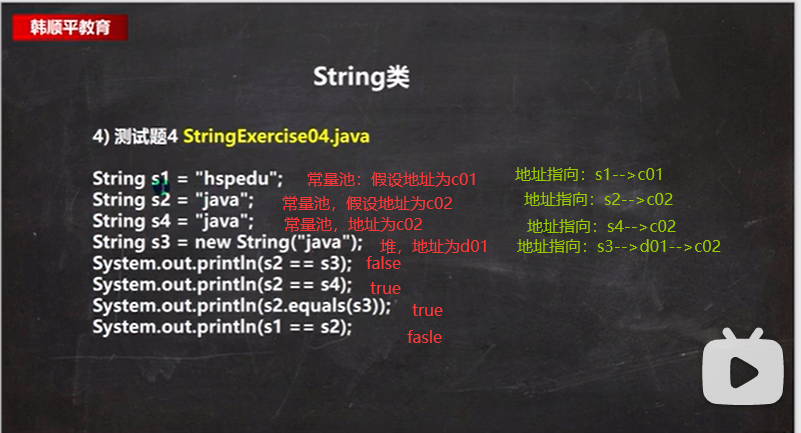 韩顺平教育
String类
4) 测试题4 StringExercise04.java
String s1 = "hspedu"; 常量池：假设地址为c01 地址指向：s1-->c01
String s2 = "java"; 常量池，假设地址为c02 地址指向：s2-->c02
String s4 = "java"; 常量池，地址为c02 地址指向：s4-->c02
String s3 = new String("java"); 堆，地址为d01 地址指向：s3-->d01-->c02
System.out.println(s2 == s3); false
System.out.println(s2 == s4); true
System.out.println(s2.equals(s3)); true
System.out.println(s1 == s2); fasle